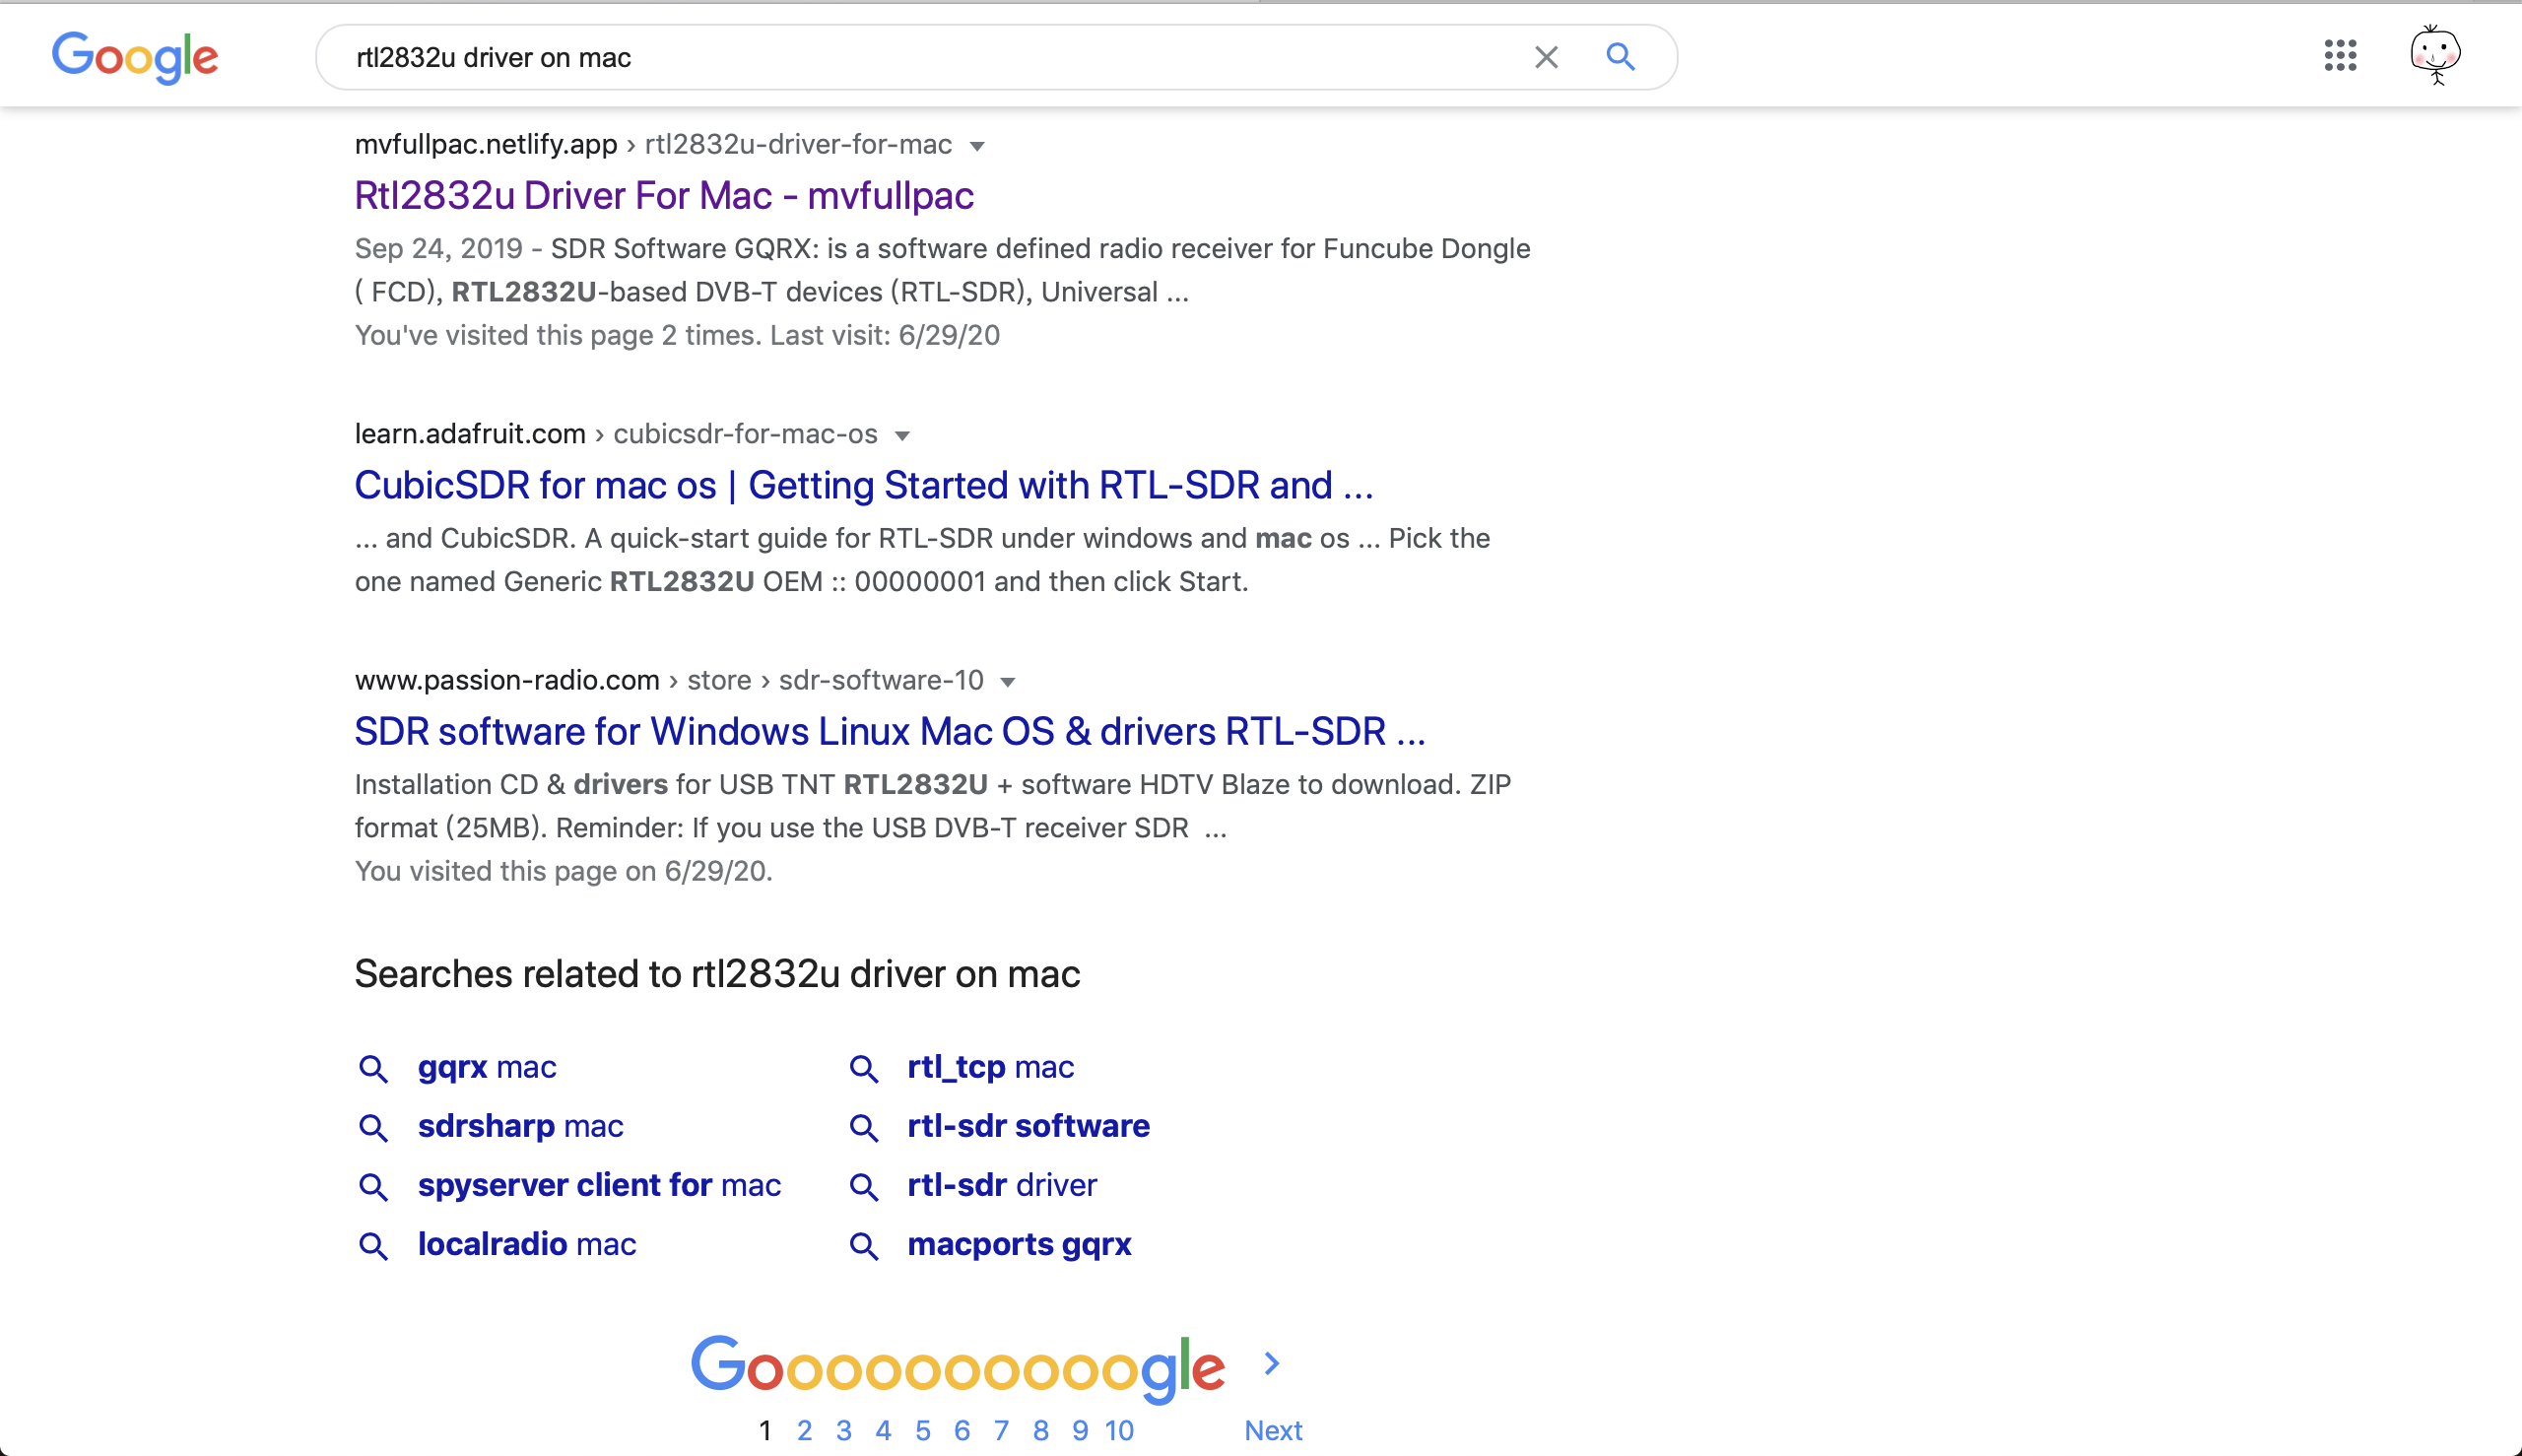 Google
rtl2832u driver on mac
mvfullpac.netlify.app › rtl2832u-driver-for-mac
Rtl2832u Driver For Mac - mvfullpac
Sep 24, 2019 - SDR Software GQRX: is a software defined radio receiver for Funcube Dongle
( FCD), RTL2832U-based DVB-T devices (RTL-SDR), Universal ...
You've visited this page 2 times. Last visit: 6/29/20
learn.adafruit.com › cubicsdr-for-mac-os
CubicSDR for mac os | Getting Started with RTL-SDR and ...
... and CubicSDR. A quick-start guide for RTL-SDR under windows and mac os ... Pick the
one named Generic RTL2832U OEM :: 00000001 and then click Start.
www.passion-radio.com › store › sdr-software-10
SDR software for Windows Linux Mac OS & drivers RTL-SDR ...
Installation CD & drivers for USB TNT RTL2832U + software HDTV Blaze to download. ZIP
format (25MB). Reminder: If you use the USB DVB-T receiver SDR ...
You visited this page on 6/29/20.
Searches related to rtl2832u driver on mac
gqrx mac
rtl_tcp mac
sdrsharp mac
rtl-sdr software
spyserver client for mac
rtl-sdr driver
localradio mac
macports gqrx
Goooooooooogle >
1 2 3 4 5 6 7 8 9 10 Next